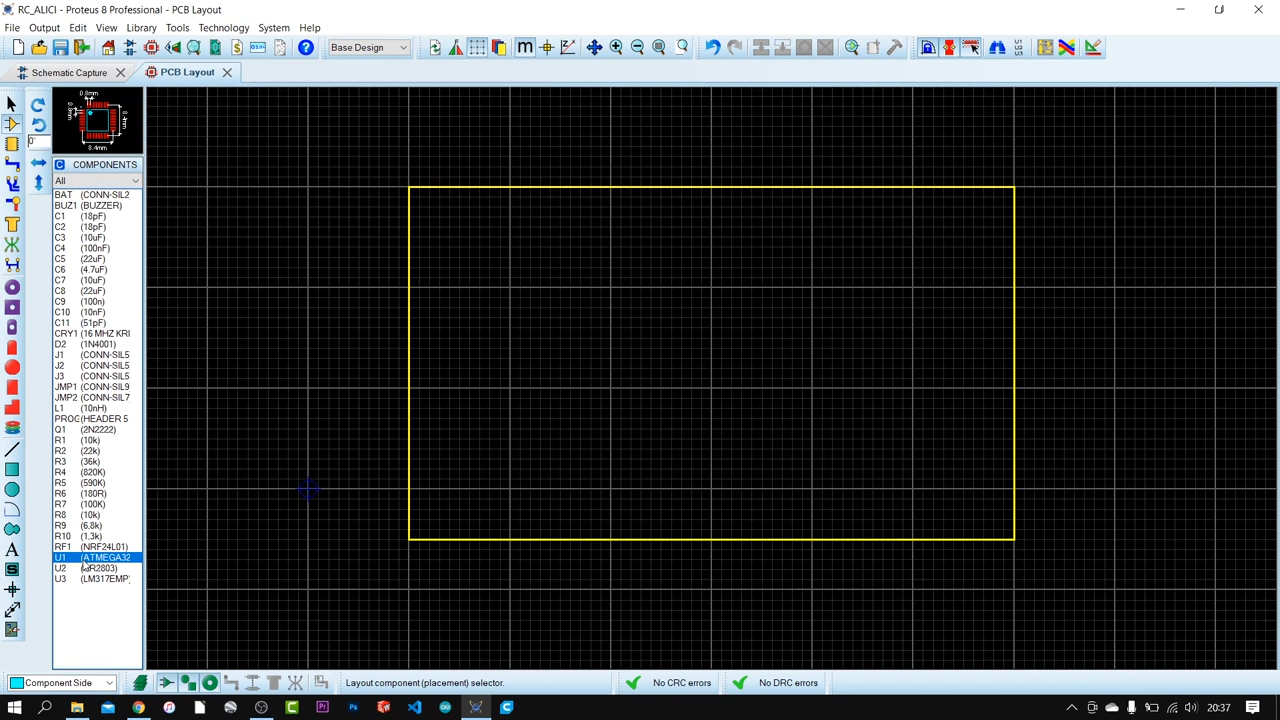 RC_ALICI - Proteus 8 Professional - PCB Layout
File Output Edit View Library Tools Technology System Help
Base Design
Schematic Capture
PCB Layout
0.8mm
8.4mm
COMPONENTS
All
BAT (CONN-SIL2
BUZ1 (BUZZER)
C1 (18pF)
C2 (18pF)
C3 (10uF)
C4 (100nF)
C5 (22uF)
C6 (4.7uF)
C7 (10uF)
C8 (22uF)
C9 (100n)
C10 (10nF)
C11 (51pF)
CRY1 (16 MHZ KRI
D2 (1N4001)
J1 (CONN-SIL5
J2 (CONN-SIL5
J3 (CONN-SIL5
JMP1 (CONN-SIL9
JMP2 (CONN-SIL7
L1 (10nH)
PROG (HEADER 5
Q1 (2N2222)
R1 (10k)
R2 (22k)
R3 (36k)
R4 (820K)
R5 (590K)
R6 (180R)
R7 (100K)
R8 (10k)
R9 (6,8k)
R10 (1,3k)
RF1 (NRF24L01)
U1 (ATMEGA32
U2
U3 (LM317EMP)
Component Side
Layout component (placement) selector.
No CRC errors
No DRC errors
20:37